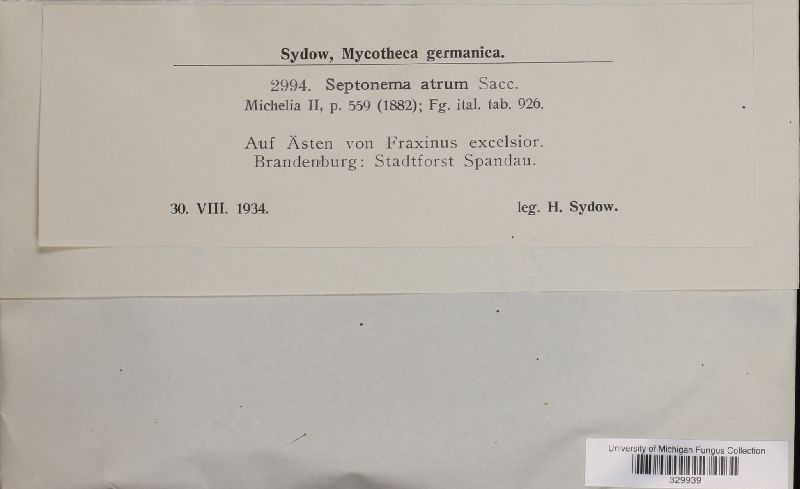 Sydow, Mycotheca germanica.
2994. Septonema atrum Sacc.
Michelia II, p. 559 (1882); Fg. ital. tab. 926.
Auf Ästen von Fraxinus excelsior.
Brandenburg: Stadtforst Spandau.
30. VIII. 1934. leg. H. Sydow.
University of Michigan Fungus Collection
329939